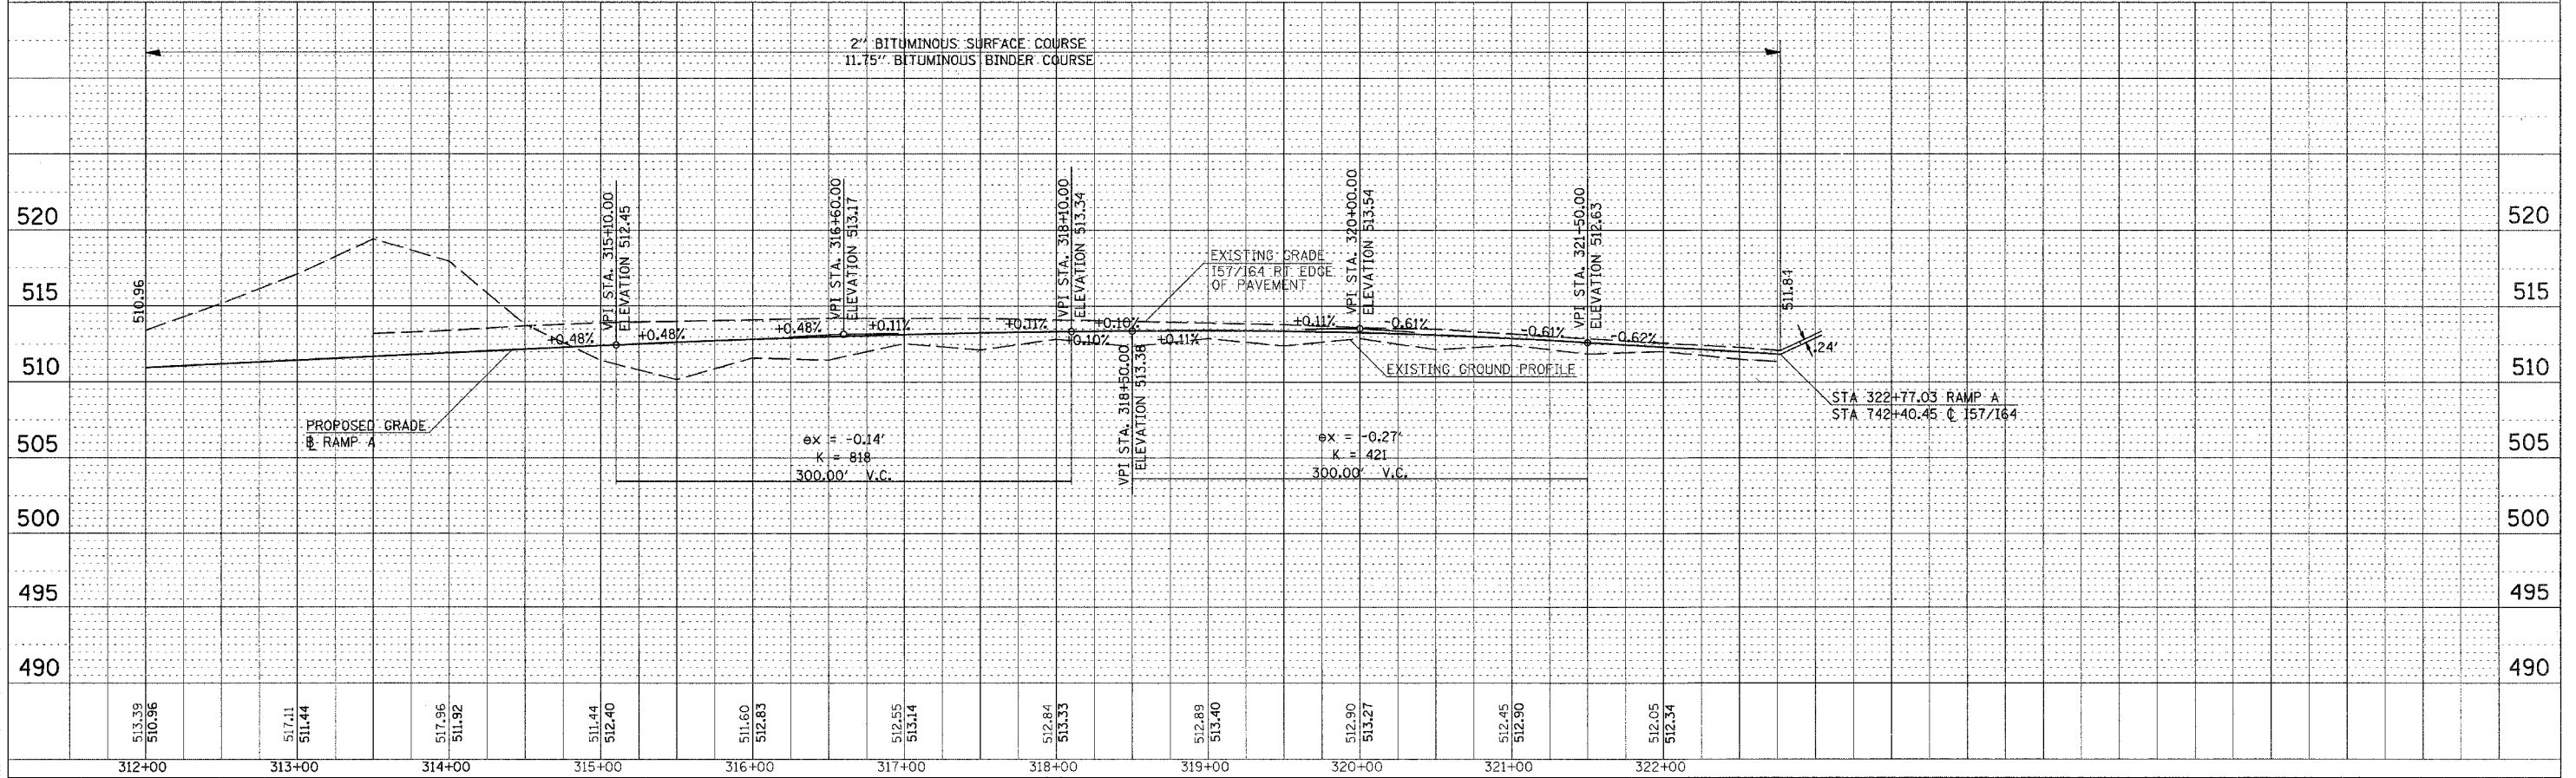 2" BITUMINOUS SURFACE COURSE
11.75" BITUMINOUS BINDER COURSE
520
515
510
505
500
495
490
520
515
510
505
500
495
490
510.96
VPI STA. 315+10.00
ELEVATION 512.45
VPI STA. 316+60.00
ELEVATION 513.17
VPI STA. 318+10.00
ELEVATION 513.34
VPI STA. 318+50.00
ELEVATION 513.38
VPI STA. 320+00.00
ELEVATION 513.54
VPI STA. 321+50.00
ELEVATION 512.63
511.84
+0.48%
+0.48%
+0.48%
+0.11%
+0.11%
+0.10%
+0.10%
+0.11%
+0.11%
-0.61%
-0.61%
-0.62%
EXISTING GRADE
I57/I64 RT EDGE
OF PAVEMENT
EXISTING GROUND PROFILE
PROPOSED GRADE
RAMP A
.24'
STA 322+77.03 RAMP A
STA 742+40.45 ℄ I57/I64
ex = -0.14'
K = 818
300.00' V.C.
ex = -0.27'
K = 421
300.00' V.C.
513.39
510.96
517.11
511.44
517.96
511.92
511.44
512.40
511.60
512.83
512.55
513.14
512.84
513.33
512.89
513.40
512.90
513.27
512.45
512.90
512.05
512.34
312+00
313+00
314+00
315+00
316+00
317+00
318+00
319+00
320+00
321+00
322+00